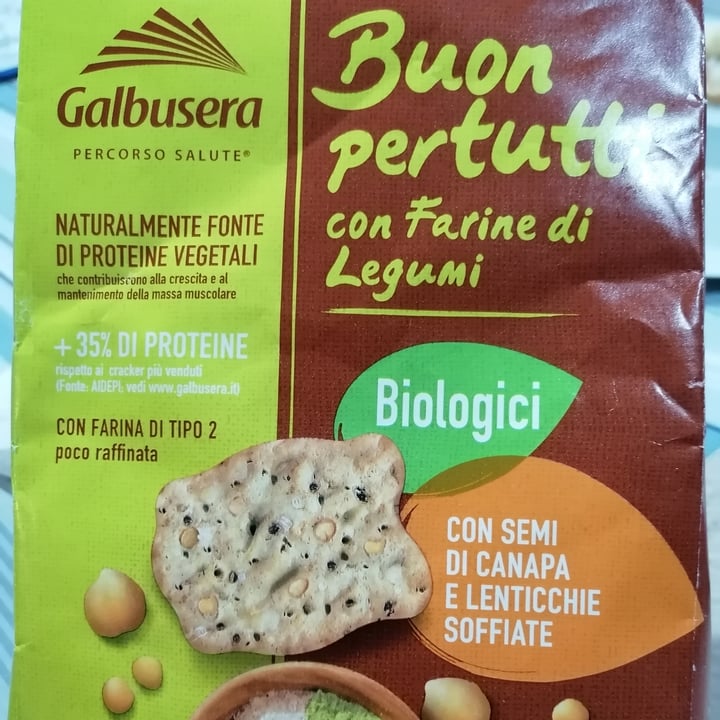 Galbusera
PERCORSO SALUTE®
NATURALMENTE FONTE
DI PROTEINE VEGETALI
che contribuiscono alla crescita e al
mantenimento della massa muscolare
+ 35% DI PROTEINE
rispetto ai cracker più venduti
(Fonte: AIDEPI: vedi www.galbusera.it)
CON FARINA DI TIPO 2
poco raffinata
Buon
per tutti
con Farine di
Legumi
Biologici
CON SEMI
DI CANAPA
E LENTICCHIE
SOFFIATE